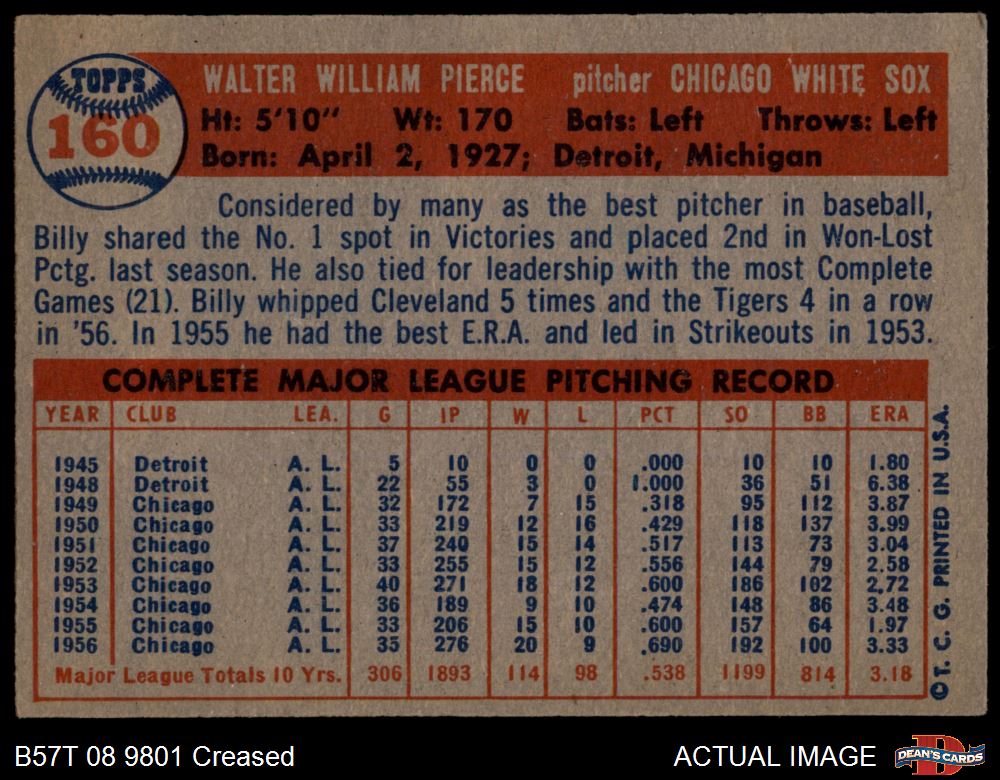 TOPPS
160
WALTER WILLIAM PIERCE pitcher CHICAGO WHITE SOX
Ht: 5'10" Wt: 170 Bats: Left Throws: Left
Born: April 2, 1927; Detroit, Michigan
Considered by many as the best pitcher in baseball,
Billy shared the No. 1 spot in Victories and placed 2nd in Won-Lost
Pctg. last season. He also tied for leadership with the most Complete
Games (21). Billy whipped Cleveland 5 times and the Tigers 4 in a row
in '56. In 1955 he had the best E.R.A. and led in Strikeouts in 1953.
COMPLETE MAJOR LEAGUE PITCHING RECORD
YEAR CLUB LEA. G IP W L PCT SO BB ERA
1945 Detroit A. L. 5 10 0 0 .000 10 10 1.80
1948 Detroit A. L. 22 55 3 0 1.000 36 51 6.38
1949 Chicago A. L. 32 172 7 15 .318 95 112 3.87
1950 Chicago A. L. 33 219 12 16 .429 118 137 3.99
1951 Chicago A. L. 37 240 15 14 .517 113 73 3.04
1952 Chicago A. L. 33 255 15 12 .556 144 79 2.58
1953 Chicago A. L. 40 271 18 12 .600 186 102 2.72
1954 Chicago A. L. 36 189 9 10 .474 148 86 3.48
1955 Chicago A. L. 33 206 15 10 .600 157 64 1.97
1956 Chicago A. L. 35 276 20 9 .690 192 100 3.33
Major League Totals 10 Yrs. 306 1893 114 98 .538 1199 814 3.18
© T. C. G. PRINTED IN U.S.A.
B57T 08 9801 Creased
ACTUAL IMAGE
DEAN'S CARDS